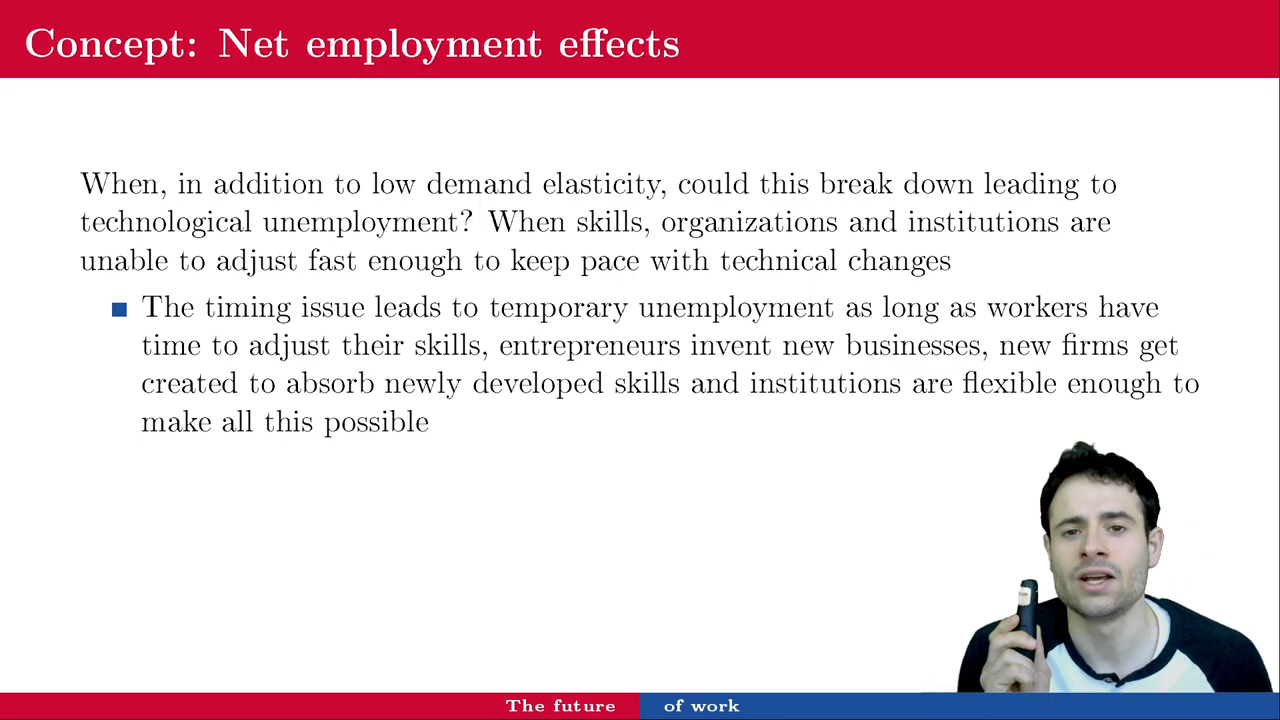 Concept: Net employment effects
When, in addition to low demand elasticity, could this break down leading to
technological unemployment? When skills, organizations and institutions are
unable to adjust fast enough to keep pace with technical changes
The timing issue leads to temporary unemployment as long as workers have
time to adjust their skills, entrepreneurs invent new businesses, new firms get
created to absorb newly developed skills and institutions are flexible enough to
make all this possible
The future of work